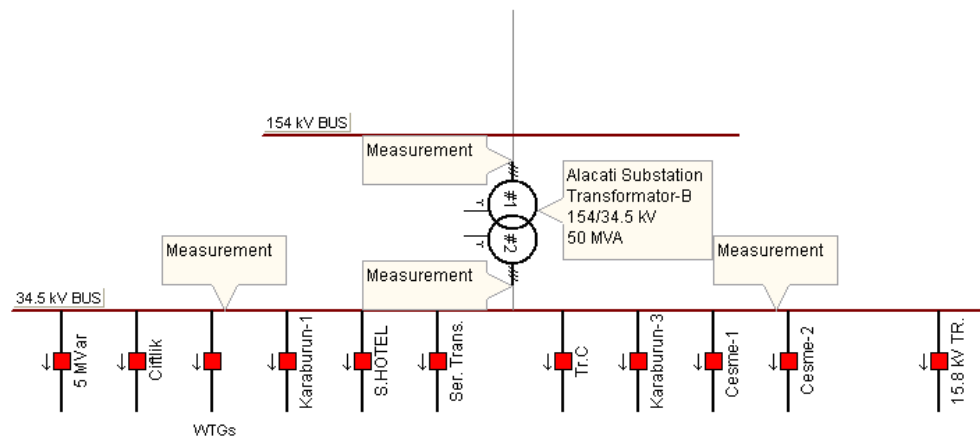 154 kV BUS
Measurement
Alacati Substation
Transformator-B
154/34.5 kV
50 MVA
#1
#2
Y
Y
Measurement
Measurement
Measurement
34.5 kV BUS
5 MVar
Ciftlik
WTGs
Karaburun-1
S.HOTEL
Ser. Trans.
Tr.C
Karaburun-3
Cesme-1
Cesme-2
15.8 kV TR.